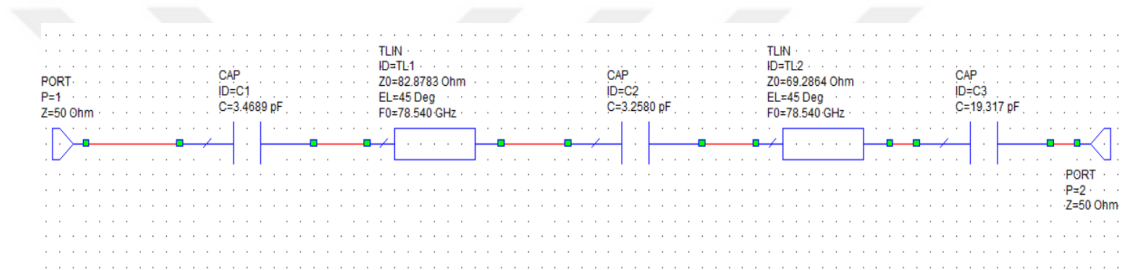 PORT
P=1
Z=50 Ohm
CAP
ID=C1
C=3.4689 pF
TLIN
ID=TL1
Z0=82.8783 Ohm
EL=45 Deg
F0=78.540 GHz
CAP
ID=C2
C=3.2580 pF
TLIN
ID=TL2
Z0=69.2864 Ohm
EL=45 Deg
F0=78.540 GHz
CAP
ID=C3
C=19.317 pF
PORT
P=2
Z=50 Ohm